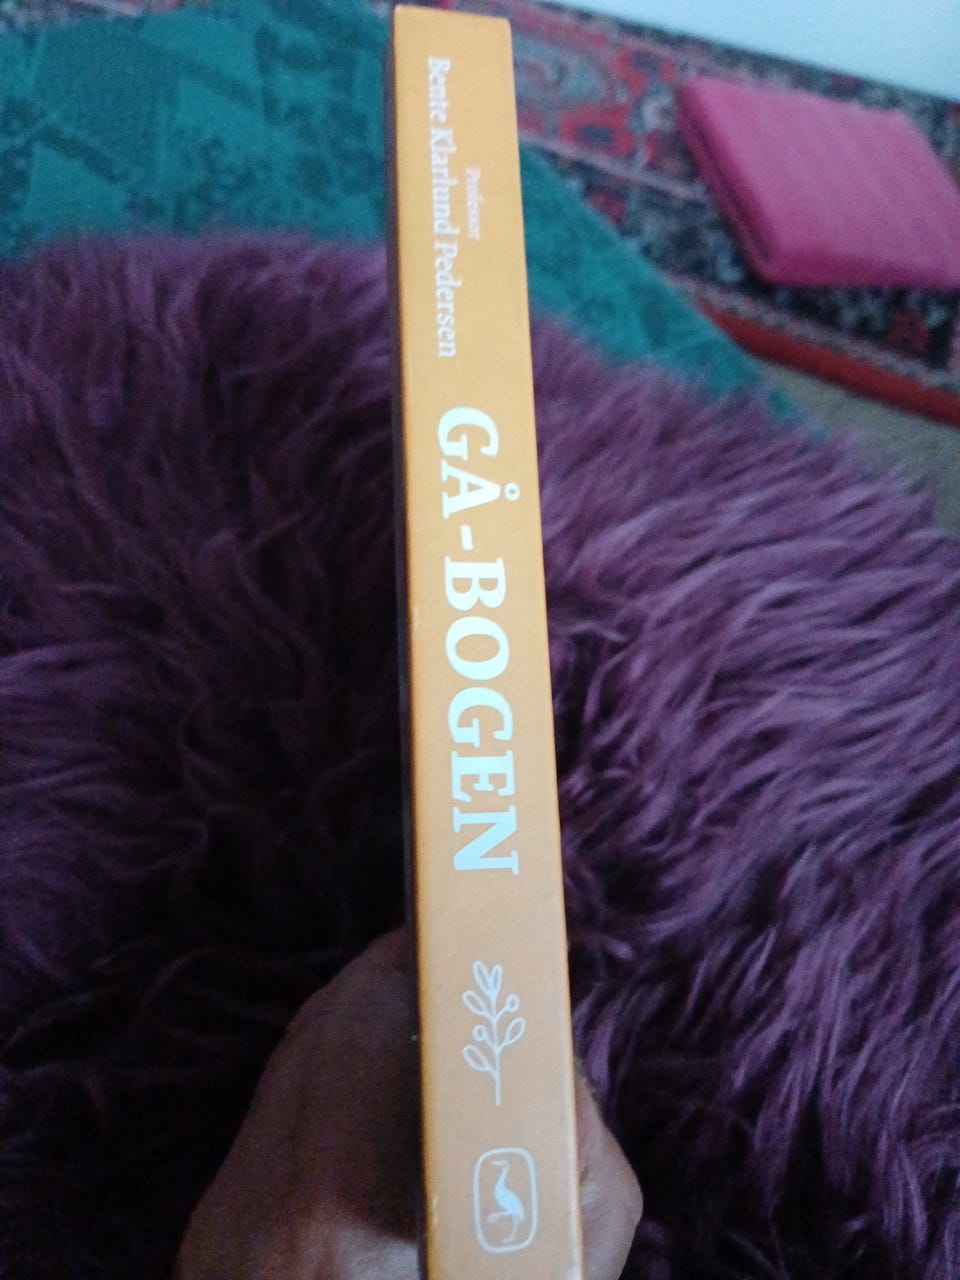 Professor
Bente Klarlund Pedersen
GÅ-BOGEN